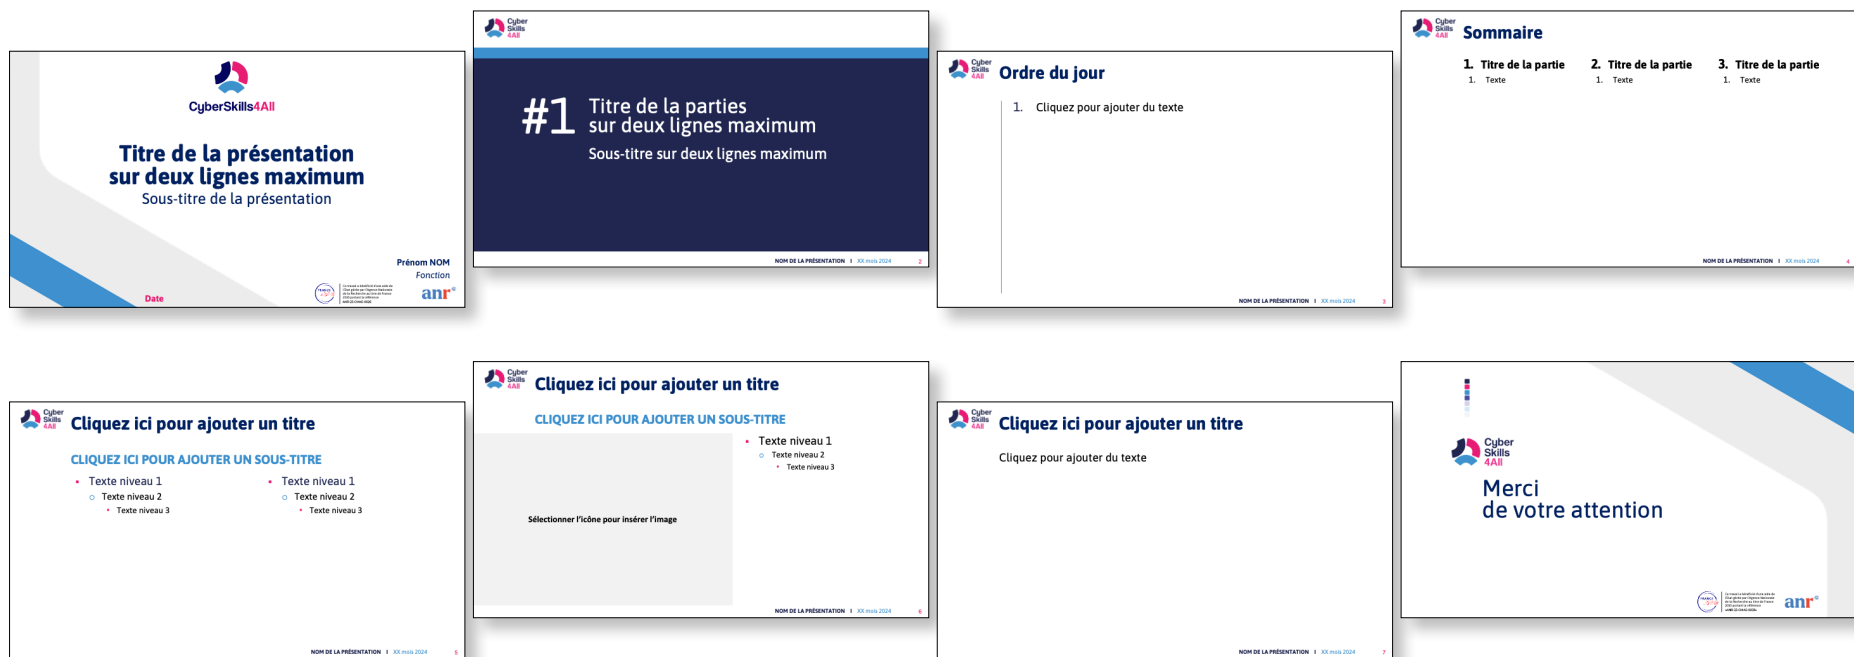 CyberSkills4All
Titre de la présentation
sur deux lignes maximum
Sous-titre de la présentation
Prénom NOM
Fonction
Date
anr
Cyber
Skills
4All
#1
Titre de la parties
sur deux lignes maximum
Sous-titre sur deux lignes maximum
NOM DE LA PRÉSENTATION I XX mois 2024 2
Cyber
Skills
4All
Ordre du jour
1. Cliquez pour ajouter du texte
NOM DE LA PRÉSENTATION I XX mois 2024 3
Cyber
Skills
4All
Sommaire
1. Titre de la partie 2. Titre de la partie 3. Titre de la partie
1. Texte 1. Texte 1. Texte
NOM DE LA PRÉSENTATION I XX mois 2024 4
Cyber
Skills
4All
Cliquez ici pour ajouter un titre
CLIQUEZ ICI POUR AJOUTER UN SOUS-TITRE
Texte niveau 1 Texte niveau 1
Texte niveau 2 Texte niveau 2
Texte niveau 3 Texte niveau 3
NOM DE LA PRÉSENTATION I XX mois 2024 5
Cyber
Skills
4All
Cliquez ici pour ajouter un titre
CLIQUEZ ICI POUR AJOUTER UN SOUS-TITRE
Texte niveau 1
Texte niveau 2
Texte niveau 3
Sélectionner l’icône pour insérer l’image
NOM DE LA PRÉSENTATION I XX mois 2024 6
Cyber
Skills
4All
Cliquez ici pour ajouter un titre
Cliquez pour ajouter du texte
NOM DE LA PRÉSENTATION I XX mois 2024 7
Cyber
Skills
4All
Merci
de votre attention
anr